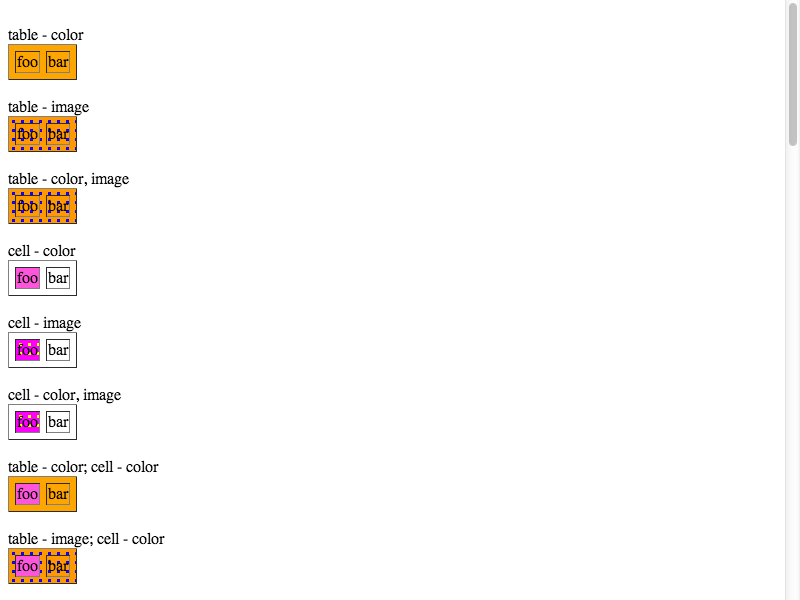 table - color
foo bar
table - image
foo bar
table - color, image
foo bar
cell - color
foo bar
cell - image
foo bar
cell - color, image
foo bar
table - color; cell - color
foo bar
table - image; cell - color
foo bar